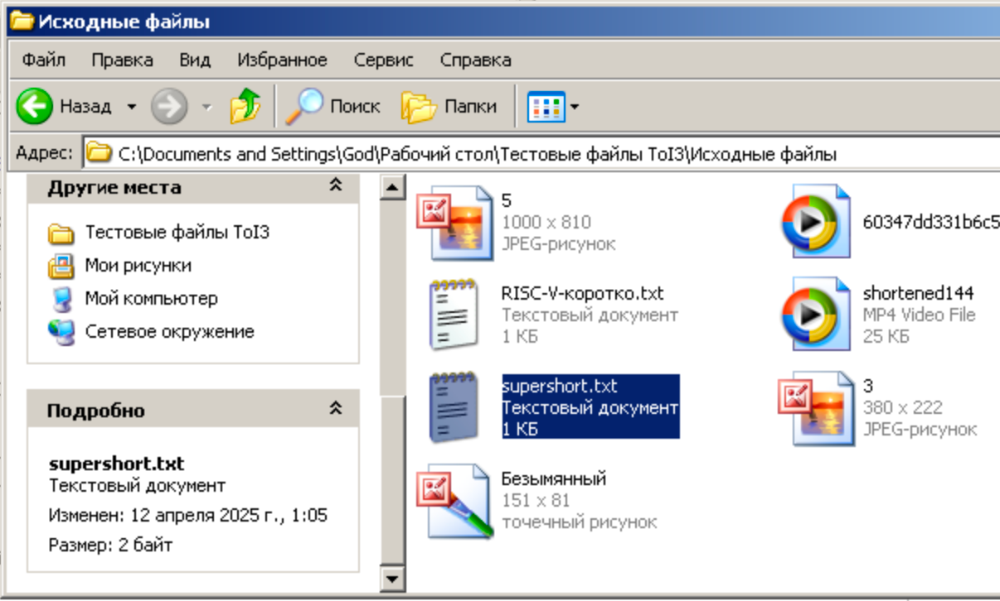 Исходные файлы
Файл Правка Вид Избранное Сервис Справка
Назад Поиск Папки
Адрес: C:\Documents and Settings\God\Рабочий стол\Тестовые файлы ToI3\Исходные файлы
Другие места
Тестовые файлы ToI3
Мои рисунки
Мой компьютер
Сетевое окружение
Подробно
supershort.txt
Текстовый документ
Изменен: 12 апреля 2025 г., 1:05
Размер: 2 байт
5
1000 x 810
JPEG-рисунок
60347dd331b6c5
RISC-V-коротко.txt
Текстовый документ
1 КБ
shortened144
MP4 Video File
25 КБ
supershort.txt
Текстовый документ
1 КБ
3
380 x 222
JPEG-рисунок
Безымянный
151 x 81
точечный рисунок